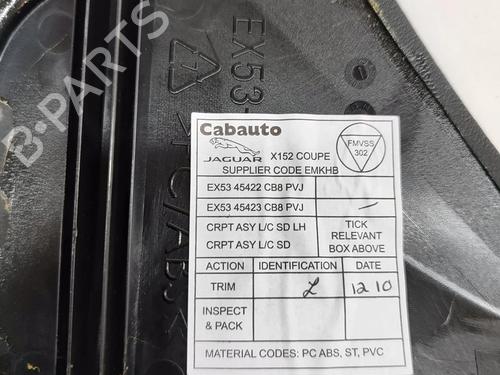 B-PARTS
EX53-
PC/ABS
Cabauto
JAGUAR X152 COUPE
SUPPLIER CODE EMKHB
FMVSS
302
EX53 45422 CB8 PVJ
EX53 45423 CB8 PVJ —
CRPT ASY L/C SD LH
CRPT ASY L/C SD
TICK
RELEVANT
BOX ABOVE
ACTION IDENTIFICATION DATE
TRIM L 12 10
INSPECT
& PACK
MATERIAL CODES: PC ABS, ST, PVC